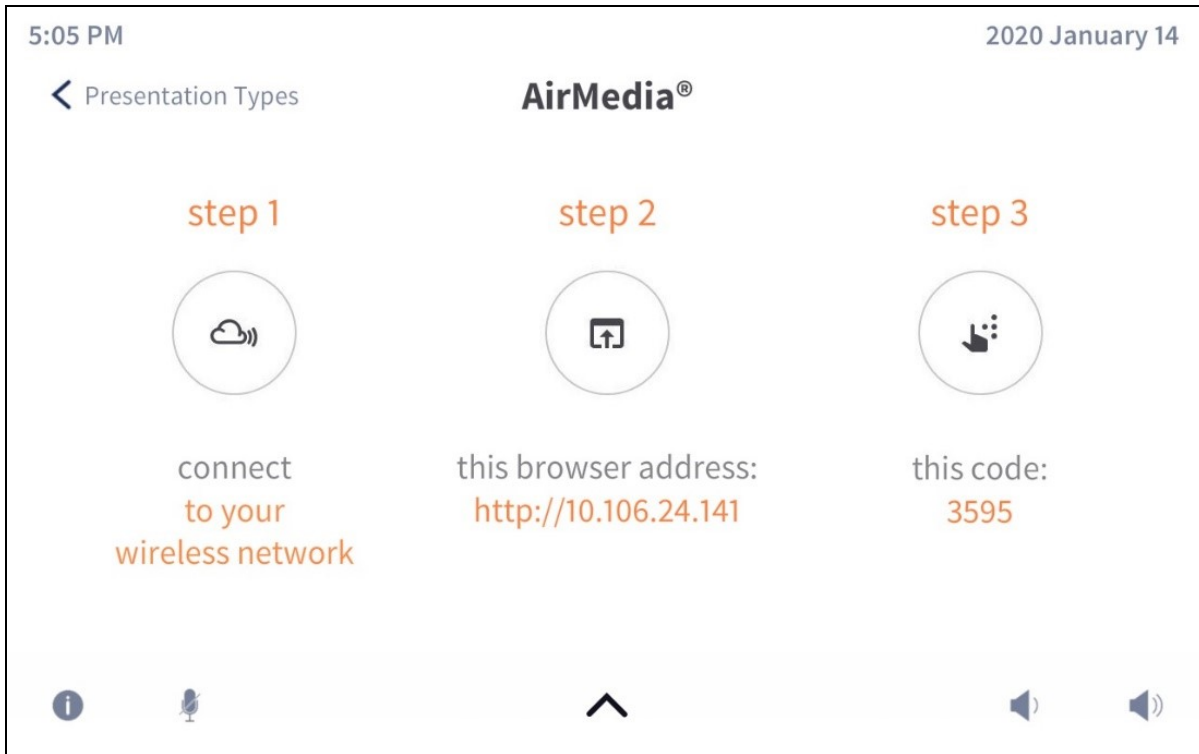 5:05 PM
2020 January 14
Presentation Types
AirMedia®
step 1
step 2
step 3
connect
to your
wireless network
this browser address:
http://10.106.24.141
this code:
3595